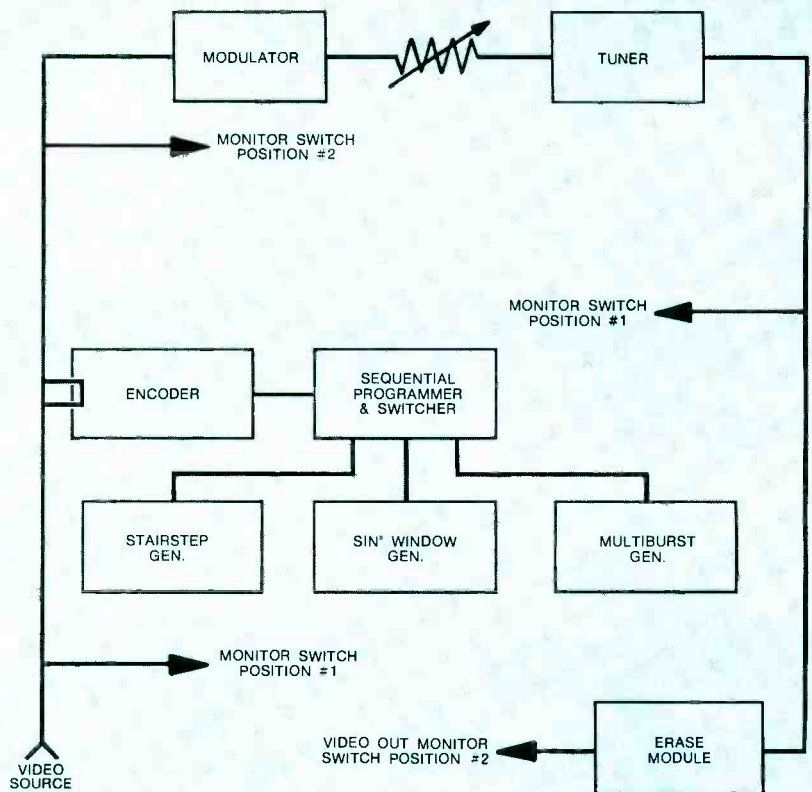 MODULATOR
TUNER
MONITOR SWITCH
POSITION #2
MONITOR SWITCH
POSITION #1
ENCODER
SEQUENTIAL
PROGRAMMER
& SWITCHER
STAIRSTEP
GEN.
SIN² WINDOW
GEN.
MULTIBURST
GEN.
MONITOR SWITCH
POSITION #1
VIDEO OUT MONITOR
SWITCH POSITION #2
ERASE
MODULE
VIDEO
SOURCE